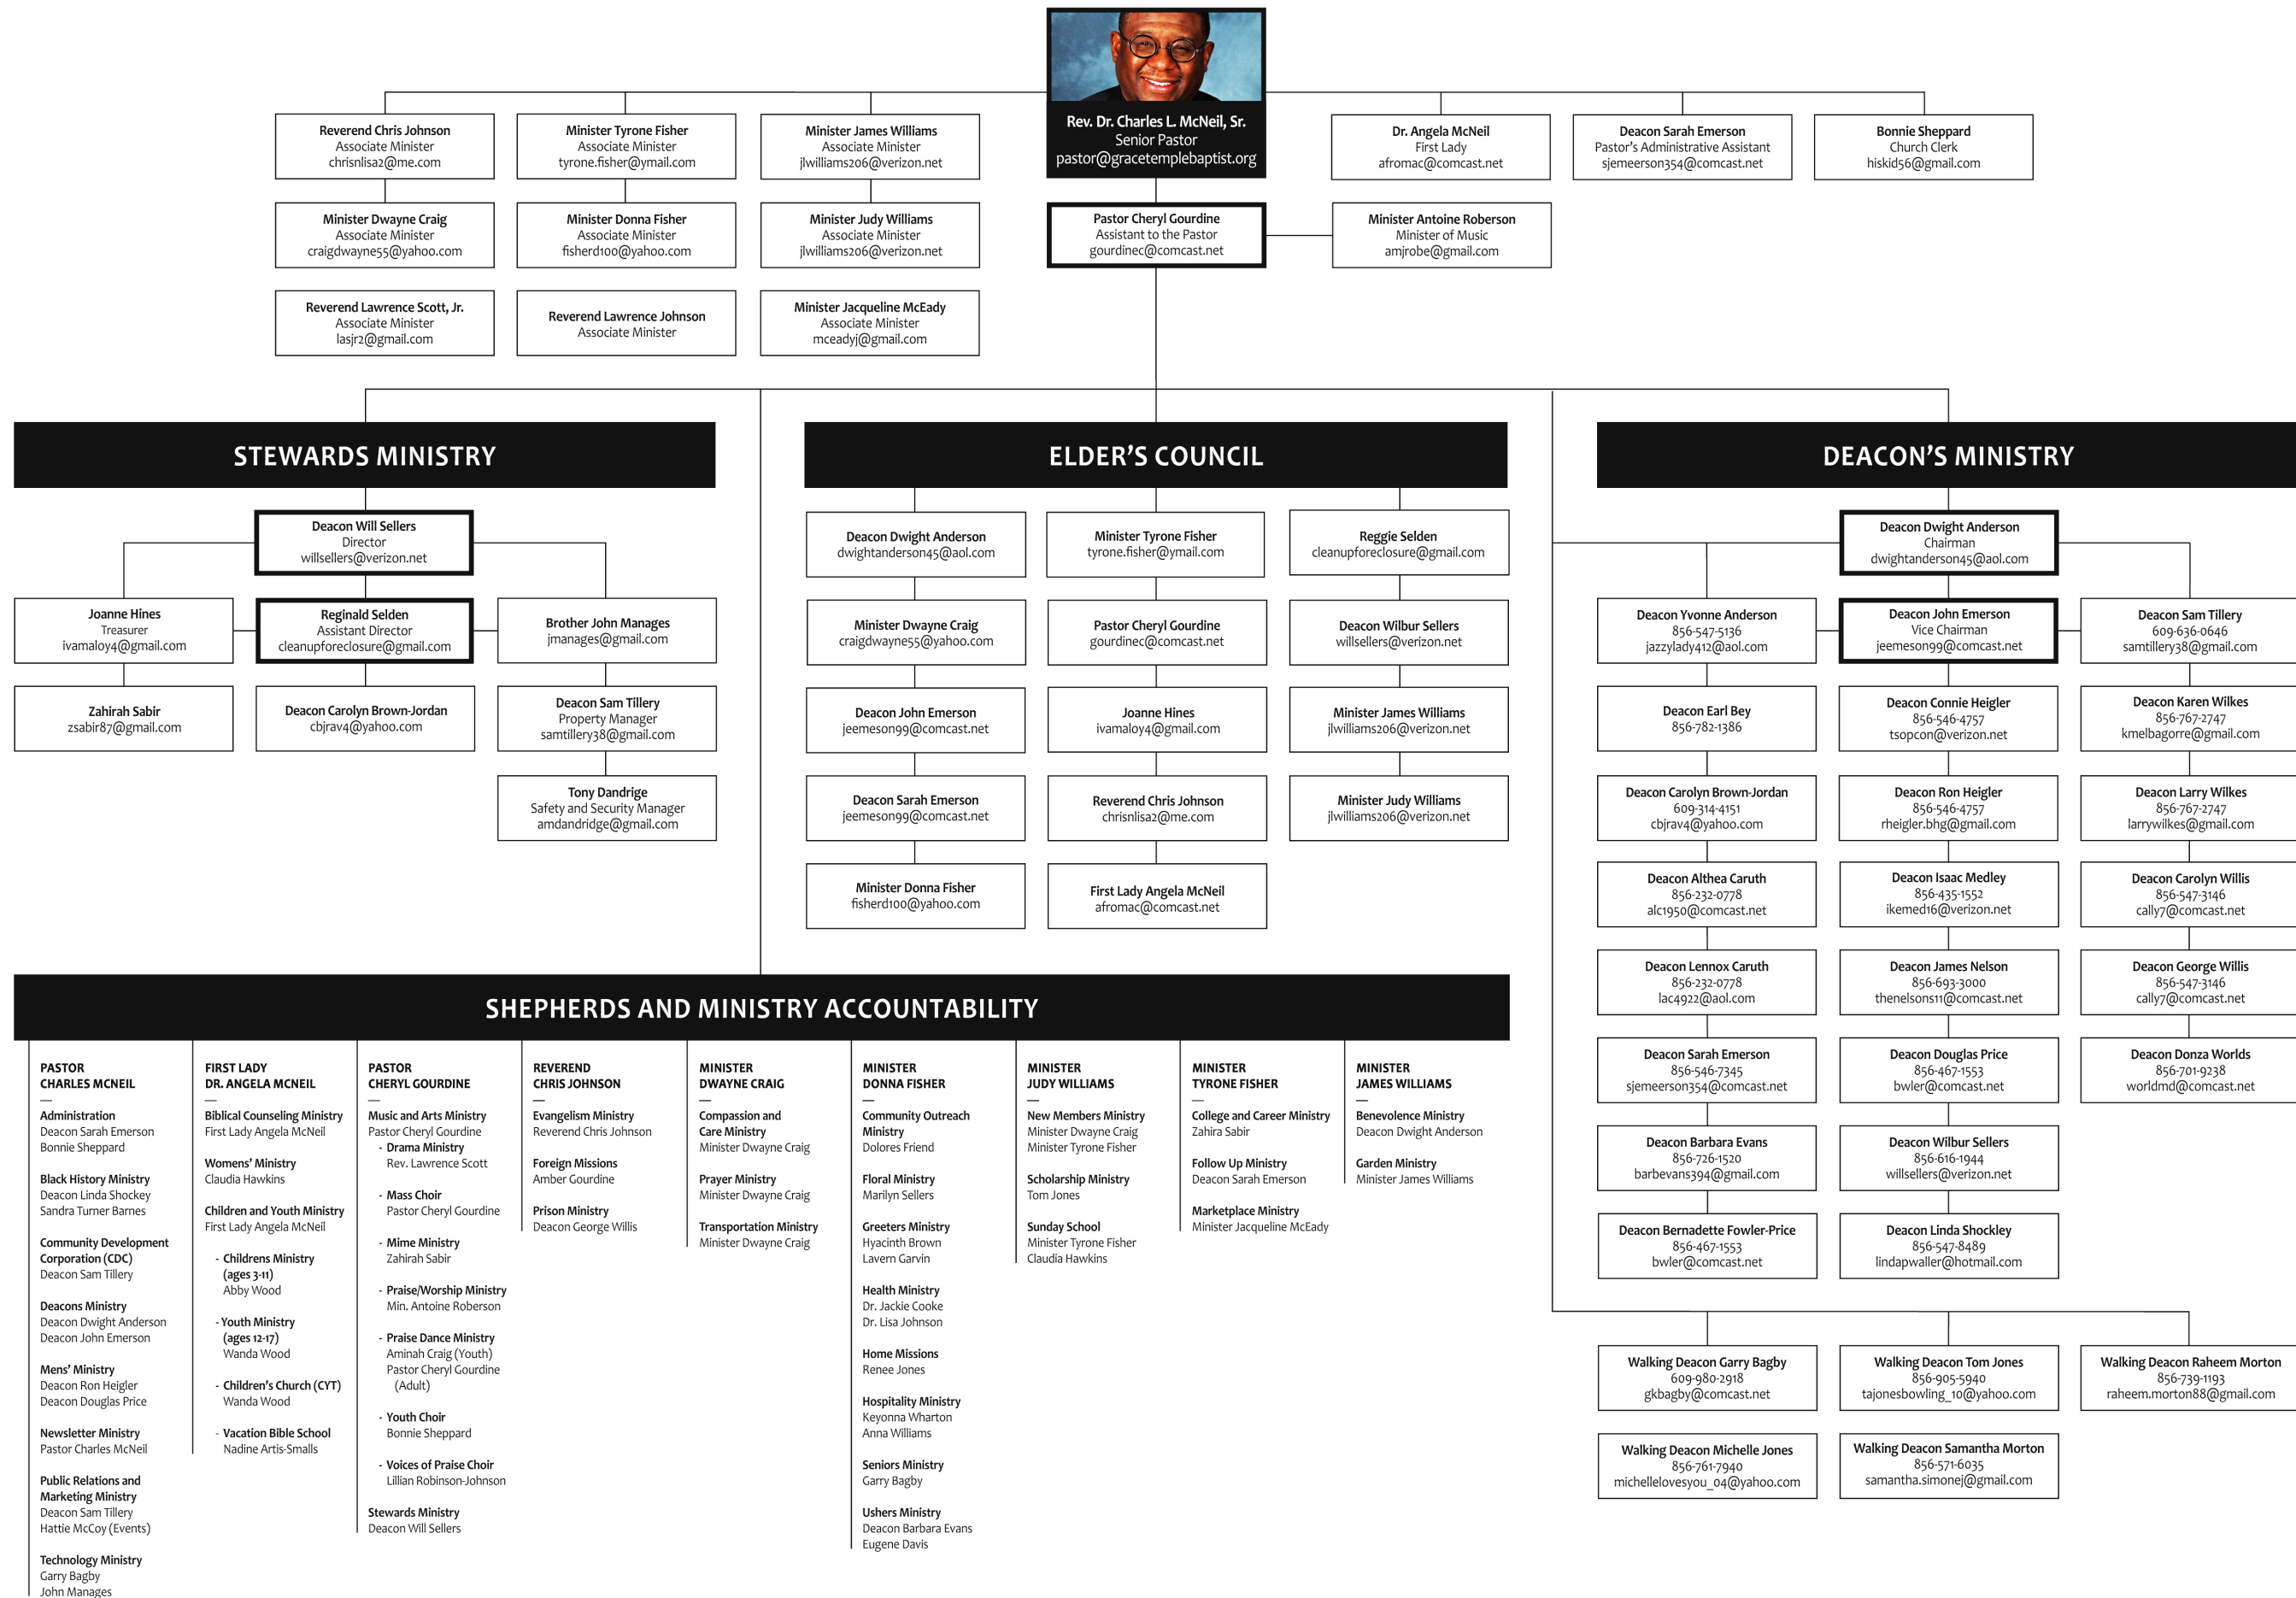 Rev. Dr. Charles L. McNeil, Sr.
Senior Pastor
pastor@gracetemplebaptist.org
Reverend Chris Johnson
Associate Minister
chrisnlisa2@me.com
Minister Tyrone Fisher
Associate Minister
tyrone.fisher@ymail.com
Minister James Williams
Associate Minister
jlwilliams206@verizon.net
Dr. Angela McNeil
First Lady
afromac@comcast.net
Deacon Sarah Emerson
Pastor's Administrative Assistant
sjemeerson354@comcast.net
Bonnie Sheppard
Church Clerk
hiskid56@gmail.com
Minister Dwayne Craig
Associate Minister
craigdwayne55@yahoo.com
Minister Donna Fisher
Associate Minister
fisherd100@yahoo.com
Minister Judy Williams
Associate Minister
jlwilliams206@verizon.net
Pastor Cheryl Gourdine
Assistant to the Pastor
gourdinec@comcast.net
Minister Antoine Roberson
Minister of Music
amjrobe@gmail.com
Reverend Lawrence Scott, Jr.
Associate Minister
lasjr2@gmail.com
Reverend Lawrence Johnson
Associate Minister
Minister Jacqueline McEady
Associate Minister
mceadyj@gmail.com
STEWARDS MINISTRY
Deacon Will Sellers
Director
willsellers@verizon.net
Joanne Hines
Treasurer
ivamaloy4@gmail.com
Reginald Selden
Assistant Director
cleanupforeclosure@gmail.com
Brother John Manages
jmanages@gmail.com
Zahirah Sabir
zsabir87@gmail.com
Deacon Carolyn Brown-Jordan
cbjrav4@yahoo.com
Deacon Sam Tillery
Property Manager
samtillery38@gmail.com
Tony Dandrige
Safety and Security Manager
amdandridge@gmail.com
ELDER'S COUNCIL
Deacon Dwight Anderson
dwightanderson45@aol.com
Minister Tyrone Fisher
tyrone.fisher@ymail.com
Reggie Selden
cleanupforeclosure@gmail.com
Minister Dwayne Craig
craigdwayne55@yahoo.com
Pastor Cheryl Gourdine
gourdinec@comcast.net
Deacon Wilbur Sellers
willsellers@verizon.net
Deacon John Emerson
jeemeson99@comcast.net
Joanne Hines
ivamaloy4@gmail.com
Minister James Williams
jlwilliams206@verizon.net
Deacon Sarah Emerson
jeemeson99@comcast.net
Reverend Chris Johnson
chrisnlisa2@me.com
Minister Judy Williams
jlwilliams206@verizon.net
Minister Donna Fisher
fisherd100@yahoo.com
First Lady Angela McNeil
afromac@comcast.net
DEACON'S MINISTRY
Deacon Dwight Anderson
Chairman
dwightanderson45@aol.com
Deacon Yvonne Anderson
856-547-5136
jazzylady412@aol.com
Deacon John Emerson
Vice Chairman
jeemeson99@comcast.net
Deacon Sam Tillery
609-636-0646
samtillery38@gmail.com
Deacon Earl Bey
856-782-1386
Deacon Connie Heigler
856-546-4757
tsopcon@verizon.net
Deacon Karen Wilkes
856-767-2747
kmelbagorre@gmail.com
Deacon Carolyn Brown-Jordan
609-314-4151
cbjrav4@yahoo.com
Deacon Ron Heigler
856-546-4757
rheigler.bhg@gmail.com
Deacon Larry Wilkes
856-767-2747
larrywilkes@gmail.com
Deacon Althea Caruth
856-232-0778
alc1950@comcast.net
Deacon Isaac Medley
856-435-1552
ikemed16@verizon.net
Deacon Carolyn Willis
856-547-3146
cally7@comcast.net
Deacon Lennox Caruth
856-232-0778
lac4922@aol.com
Deacon James Nelson
856-693-3000
thenelsons11@comcast.net
Deacon George Willis
856-547-3146
cally7@comcast.net
Deacon Sarah Emerson
856-546-7345
sjemeerson354@comcast.net
Deacon Douglas Price
856-467-1553
bwler@comcast.net
Deacon Donza Worlds
856-701-9238
worldmd@comcast.net
Deacon Barbara Evans
856-726-1520
barbevans394@gmail.com
Deacon Wilbur Sellers
856-616-1944
willsellers@verizon.net
Deacon Bernadette Fowler-Price
856-467-1553
bwler@comcast.net
Deacon Linda Shockley
856-547-8489
lindapwaller@hotmail.com
Walking Deacon Garry Bagby
609-980-2918
gkbagby@comcast.net
Walking Deacon Tom Jones
856-905-5940
tajonesbowling_10@yahoo.com
Walking Deacon Raheem Morton
856-739-1193
raheem.morton88@gmail.com
Walking Deacon Michelle Jones
856-761-7940
michellelovesyou_04@yahoo.com
Walking Deacon Samantha Morton
856-571-6035
samantha.simonej@gmail.com
SHEPHERDS AND MINISTRY ACCOUNTABILITY
PASTOR
CHARLES MCNEIL
—
Administration
Deacon Sarah Emerson
Bonnie Sheppard
Black History Ministry
Deacon Linda Shockey
Sandra Turner Barnes
Community Development
Corporation (CDC)
Deacon Sam Tillery
Deacons Ministry
Deacon Dwight Anderson
Deacon John Emerson
Mens' Ministry
Deacon Ron Heigler
Deacon Douglas Price
Newsletter Ministry
Pastor Charles McNeil
Public Relations and
Marketing Ministry
Deacon Sam Tillery
Hattie McCoy (Events)
Technology Ministry
Garry Bagby
John Manages
FIRST LADY
DR. ANGELA MCNEIL
—
Biblical Counseling Ministry
First Lady Angela McNeil
Womens' Ministry
Claudia Hawkins
Children and Youth Ministry
First Lady Angela McNeil
- Childrens Ministry
(ages 3-11)
Abby Wood
- Youth Ministry
(ages 12-17)
Wanda Wood
- Children's Church (CYT)
Wanda Wood
- Vacation Bible School
Nadine Artis-Smalls
PASTOR
CHERYL GOURDINE
—
Music and Arts Ministry
Pastor Cheryl Gourdine
- Drama Ministry
Rev. Lawrence Scott
- Mass Choir
Pastor Cheryl Gourdine
- Mime Ministry
Zahirah Sabir
- Praise/Worship Ministry
Min. Antoine Roberson
- Praise Dance Ministry
Aminah Craig (Youth)
Pastor Cheryl Gourdine
(Adult)
- Youth Choir
Bonnie Sheppard
- Voices of Praise Choir
Lillian Robinson-Johnson
Stewards Ministry
Deacon Will Sellers
REVEREND
CHRIS JOHNSON
—
Evangelism Ministry
Reverend Chris Johnson
Foreign Missions
Amber Gourdine
Prison Ministry
Deacon George Willis
MINISTER
DWAYNE CRAIG
—
Compassion and
Care Ministry
Minister Dwayne Craig
Prayer Ministry
Minister Dwayne Craig
Transportation Ministry
Minister Dwayne Craig
MINISTER
DONNA FISHER
—
Community Outreach
Ministry
Dolores Friend
Floral Ministry
Marilyn Sellers
Greeters Ministry
Hyacinth Brown
Lavern Garvin
Health Ministry
Dr. Jackie Cooke
Dr. Lisa Johnson
Home Missions
Renee Jones
Hospitality Ministry
Keyonna Wharton
Anna Williams
Seniors Ministry
Garry Bagby
Ushers Ministry
Deacon Barbara Evans
Eugene Davis
MINISTER
JUDY WILLIAMS
—
New Members Ministry
Minister Dwayne Craig
Minister Tyrone Fisher
Scholarship Ministry
Tom Jones
Sunday School
Minister Tyrone Fisher
Claudia Hawkins
MINISTER
TYRONE FISHER
—
College and Career Ministry
Zahira Sabir
Follow Up Ministry
Deacon Sarah Emerson
Marketplace Ministry
Minister Jacqueline McEady
MINISTER
JAMES WILLIAMS
—
Benevolence Ministry
Deacon Dwight Anderson
Garden Ministry
Minister James Williams